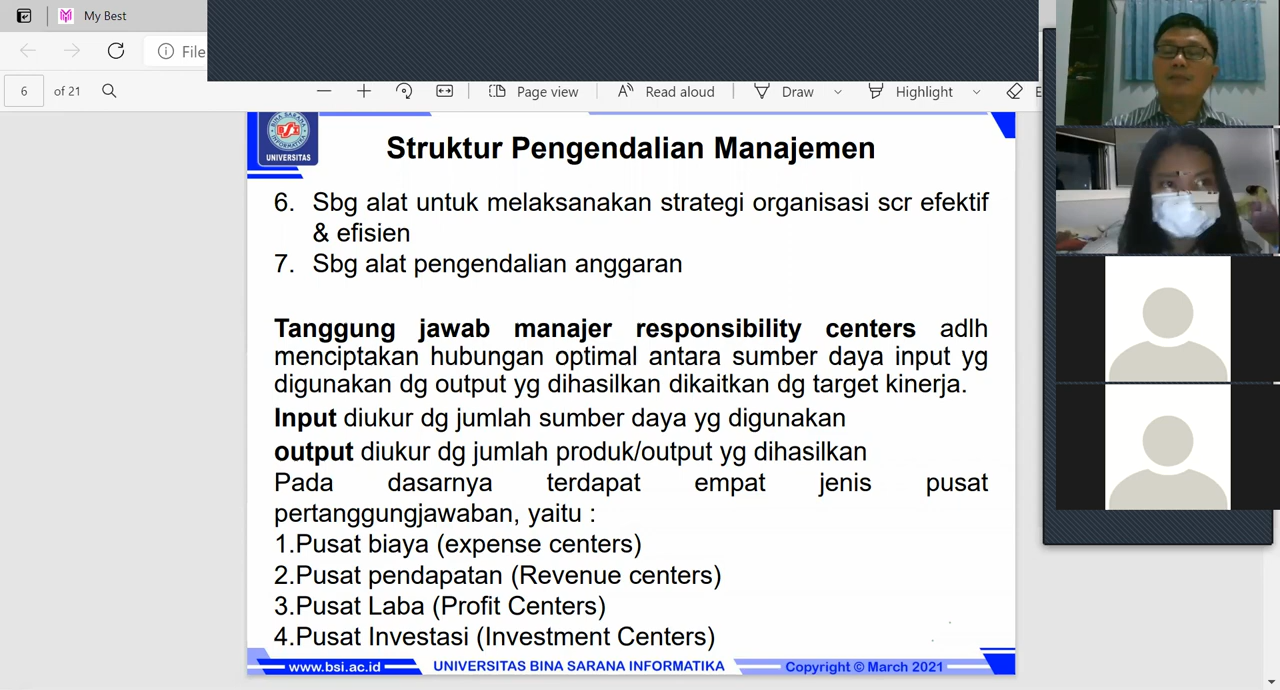 My Best
File
6 of 21
Page view
Read aloud
Draw
Highlight
BINA SARANA INFORMATIKA
BSI
UNIVERSITAS
Struktur Pengendalian Manajemen
6. Sbg alat untuk melaksanakan strategi organisasi scr efektif
& efisien
7. Sbg alat pengendalian anggaran
Tanggung jawab manajer responsibility centers adlh
menciptakan hubungan optimal antara sumber daya input yg
digunakan dg output yg dihasilkan dikaitkan dg target kinerja.
Input diukur dg jumlah sumber daya yg digunakan
output diukur dg jumlah produk/output yg dihasilkan
Pada dasarnya terdapat empat jenis pusat
pertanggungjawaban, yaitu :
1.Pusat biaya (expense centers)
2.Pusat pendapatan (Revenue centers)
3.Pusat Laba (Profit Centers)
4.Pusat Investasi (Investment Centers)
www.bsi.ac.id UNIVERSITAS BINA SARANA INFORMATIKA Copyright © March 2021